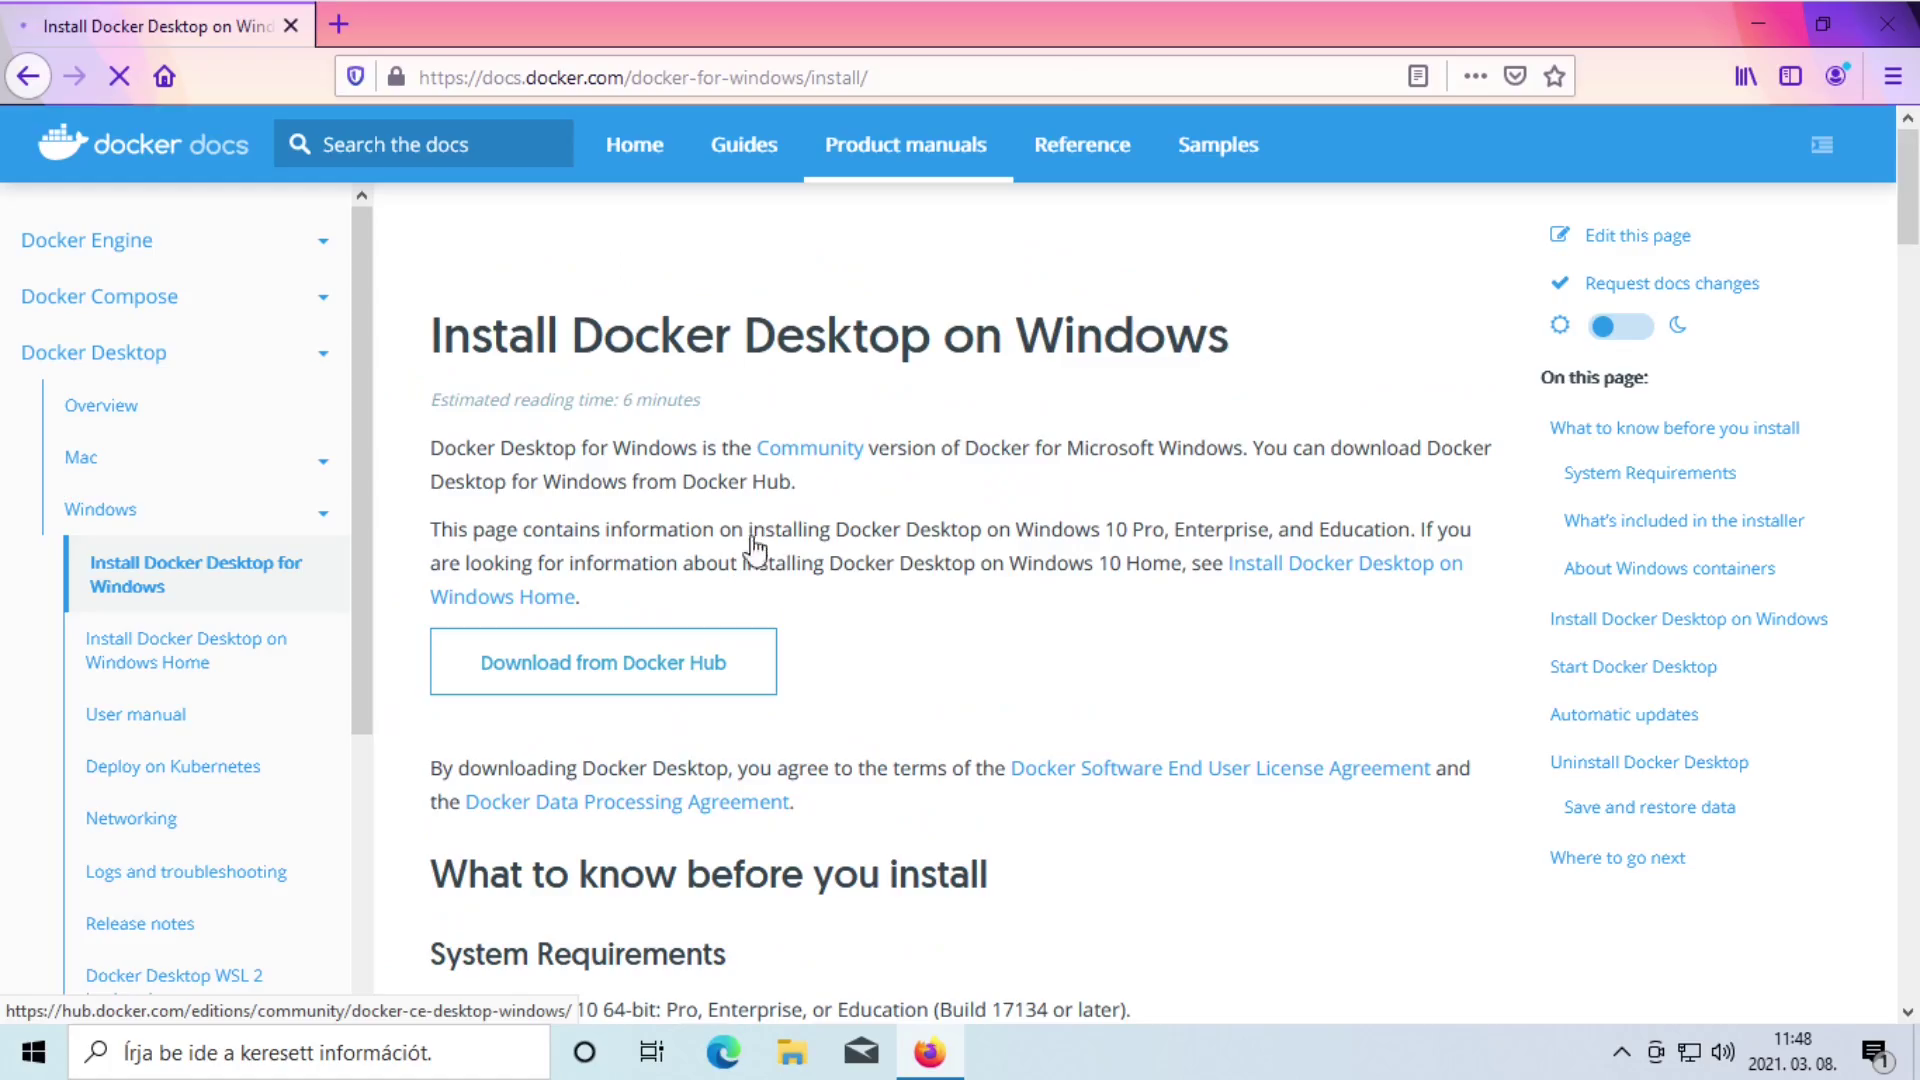 Install Docker Desktop on Wind
https://docs.docker.com/docker-for-windows/install/
docker docs
Search the docs
Home
Guides
Product manuals
Reference
Samples
Docker Engine
Docker Compose
Docker Desktop
Overview
Mac
Windows
Install Docker Desktop for
Windows
Install Docker Desktop on
Windows Home
User manual
Deploy on Kubernetes
Networking
Logs and troubleshooting
Release notes
Docker Desktop WSL 2
Install Docker Desktop on Windows
Estimated reading time: 6 minutes
Docker Desktop for Windows is the Community version of Docker for Microsoft Windows. You can download Docker
Desktop for Windows from Docker Hub.
This page contains information on installing Docker Desktop on Windows 10 Pro, Enterprise, and Education. If you
are looking for information about installing Docker Desktop on Windows 10 Home, see Install Docker Desktop on
Windows Home.
Download from Docker Hub
By downloading Docker Desktop, you agree to the terms of the Docker Software End User License Agreement and
the Docker Data Processing Agreement.
What to know before you install
System Requirements
10 64-bit: Pro, Enterprise, or Education (Build 17134 or later).
Edit this page
Request docs changes
On this page:
What to know before you install
System Requirements
What's included in the installer
About Windows containers
Install Docker Desktop on Windows
Start Docker Desktop
Automatic updates
Uninstall Docker Desktop
Save and restore data
Where to go next
https://hub.docker.com/editions/community/docker-ce-desktop-windows/
Írja be ide a keresett információt.
11:48
2021. 03. 08.
1